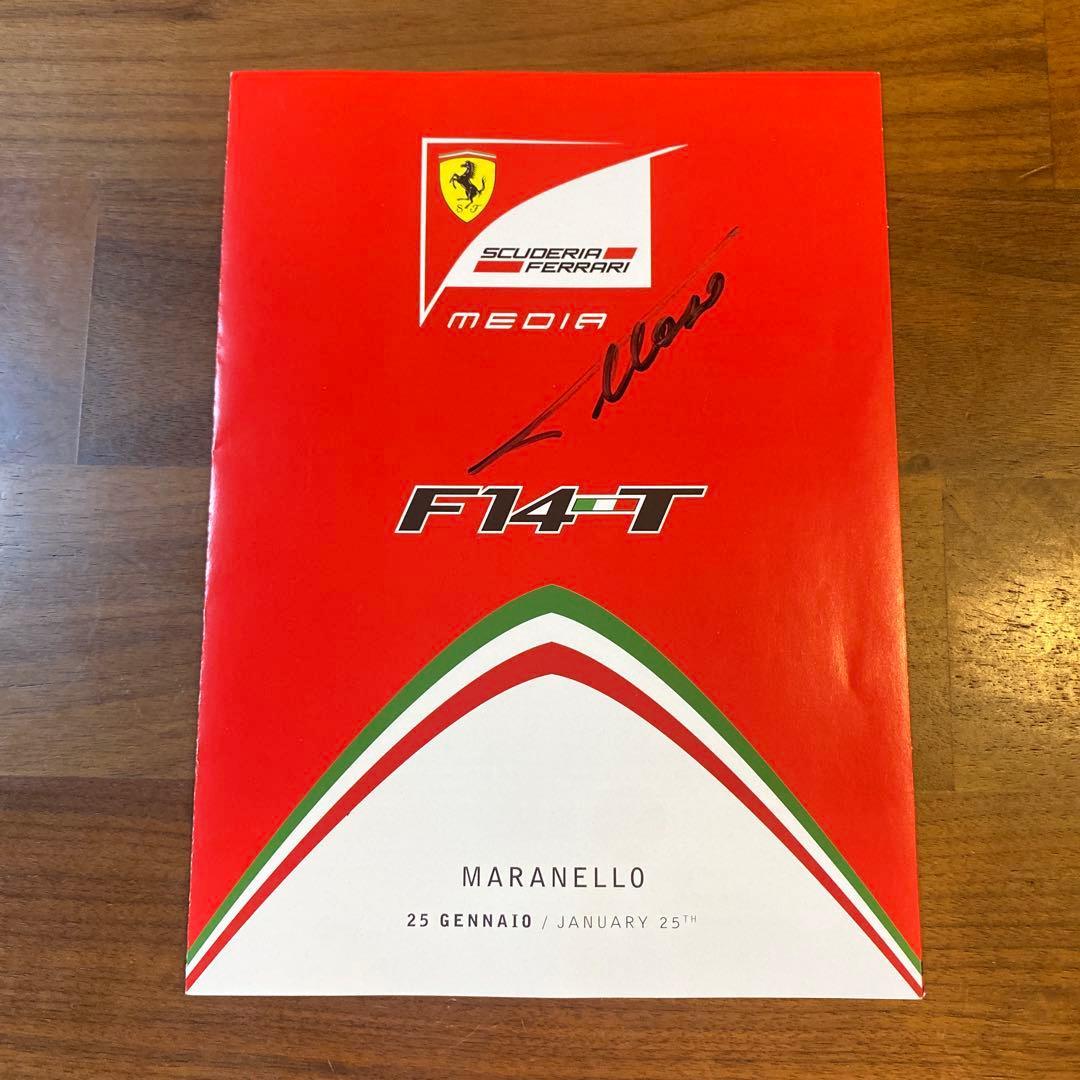 S F
SCUDERIA
FERRARI
MEDIA
F14-T
MARANELLO
25 GENNAIO / JANUARY 25TH